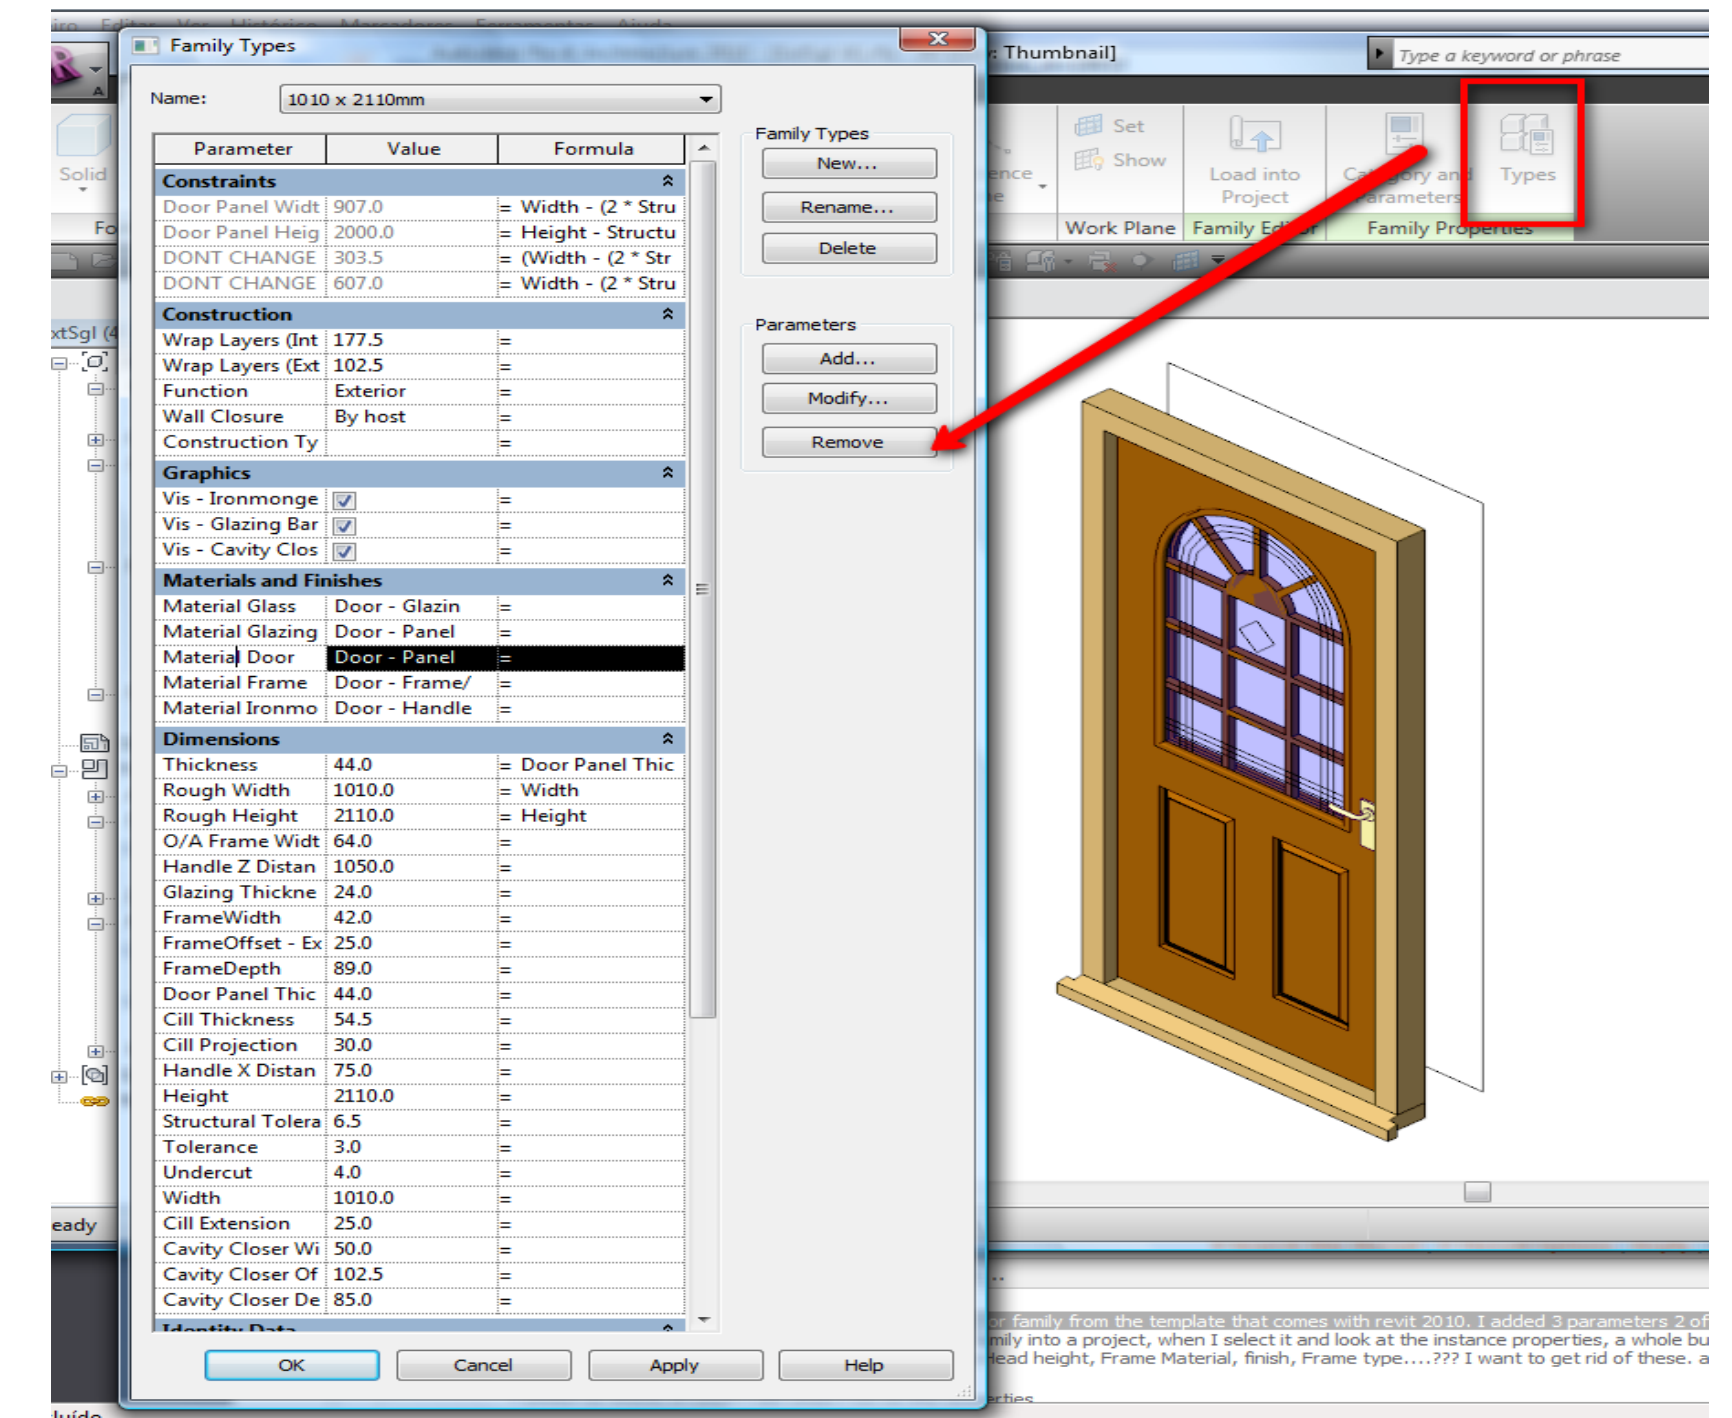 Family Types
: Thumbnail]
Type a keyword or phrase
Name:
1010 x 2110mm
Parameter Value Formula
Constraints
Door Panel Widt 907.0 = Width - (2 * Stru
Door Panel Heig 2000.0 = Height - Structu
DONT CHANGE 303.5 = (Width - (2 * Str
DONT CHANGE 607.0 = Width - (2 * Stru
Construction
Wrap Layers (Int 177.5 =
Wrap Layers (Ext 102.5 =
Function Exterior =
Wall Closure By host =
Construction Ty =
Graphics
Vis - Ironmonge =
Vis - Glazing Bar =
Vis - Cavity Clos =
Materials and Finishes
Material Glass Door - Glazin =
Material Glazing Door - Panel =
Material Door Door - Panel =
Material Frame Door - Frame/ =
Material Ironmo Door - Handle =
Dimensions
Thickness 44.0 = Door Panel Thic
Rough Width 1010.0 = Width
Rough Height 2110.0 = Height
O/A Frame Widt 64.0 =
Handle Z Distan 1050.0 =
Glazing Thickne 24.0 =
FrameWidth 42.0 =
FrameOffset - Ex 25.0 =
FrameDepth 89.0 =
Door Panel Thic 44.0 =
Cill Thickness 54.5 =
Cill Projection 30.0 =
Handle X Distan 75.0 =
Height 2110.0 =
Structural Tolera 6.5 =
Tolerance 3.0 =
Undercut 4.0 =
Width 1010.0 =
Cill Extension 25.0 =
Cavity Closer Wi 50.0 =
Cavity Closer Of 102.5 =
Cavity Closer De 85.0 =
Identity Data
Family Types
New...
Rename...
Delete
Parameters
Add...
Modify...
Remove
OK Cancel Apply Help
Solid
Fo
xtSgl (4
eady
ence
Set
Show
Work Plane
Load into
Project
Family Editor
Category and
Parameters
Types
Family Properties
or family from the template that comes with revit 2010. I added 3 parameters 2 of
mily into a project, when I select it and look at the instance properties, a whole bu
Head height, Frame Material, finish, Frame type....??? I want to get rid of these. a
erties